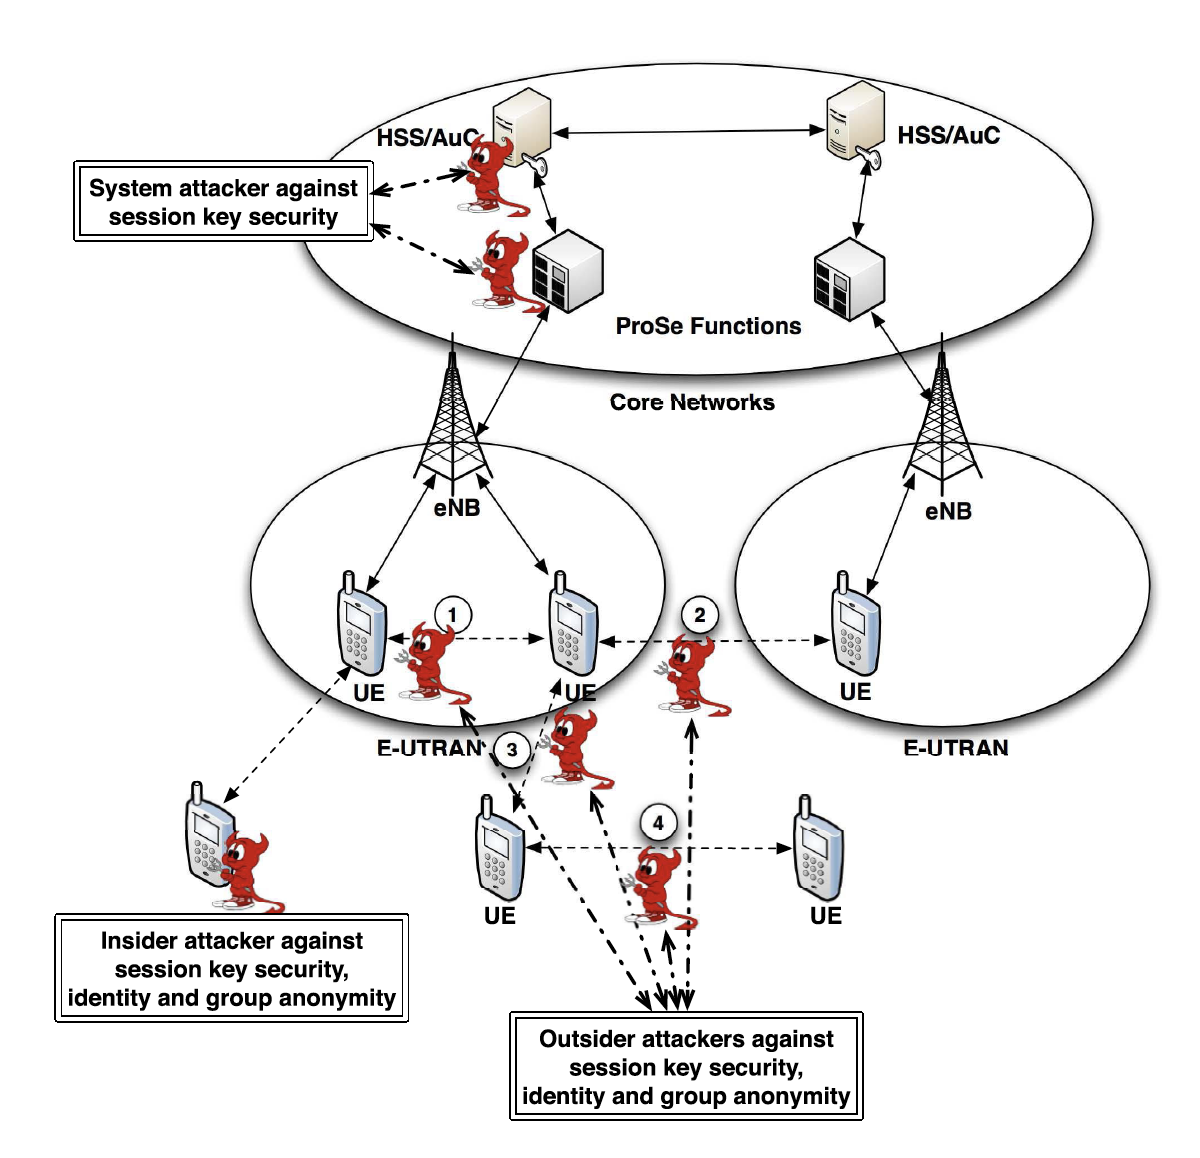 HSS/AuC
HSS/AuC
System attacker against
session key security
ProSe Functions
Core Networks
eNB
eNB
1
2
UE
UE
UE
E-UTRAN
3
E-UTRAN
4
UE
UE
Insider attacker against
session key security,
identity and group anonymity
Outsider attackers against
session key security,
identity and group anonymity